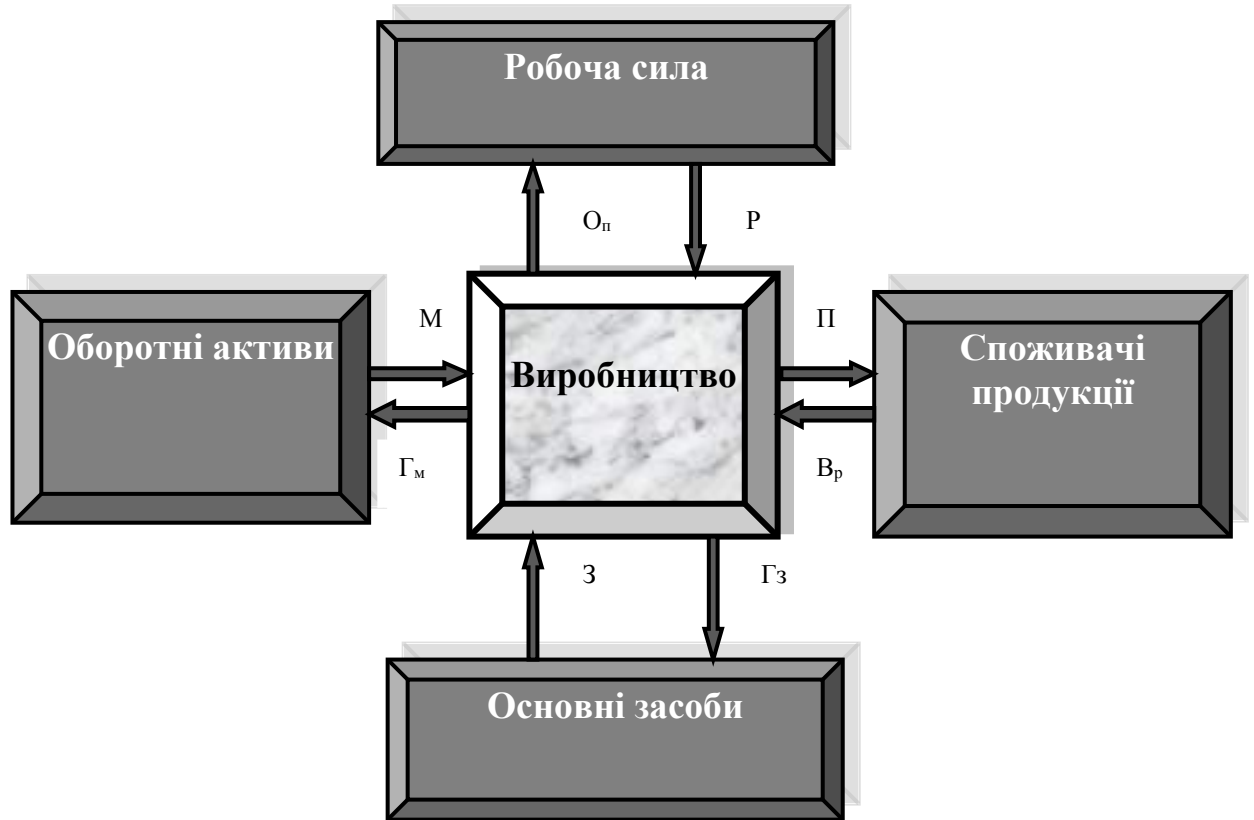 Робоча сила
Оп
Р
Оборотні активи
М
Виробництво
П
Споживачі
продукції
Гм
Вр
З
Гз
Основні засоби